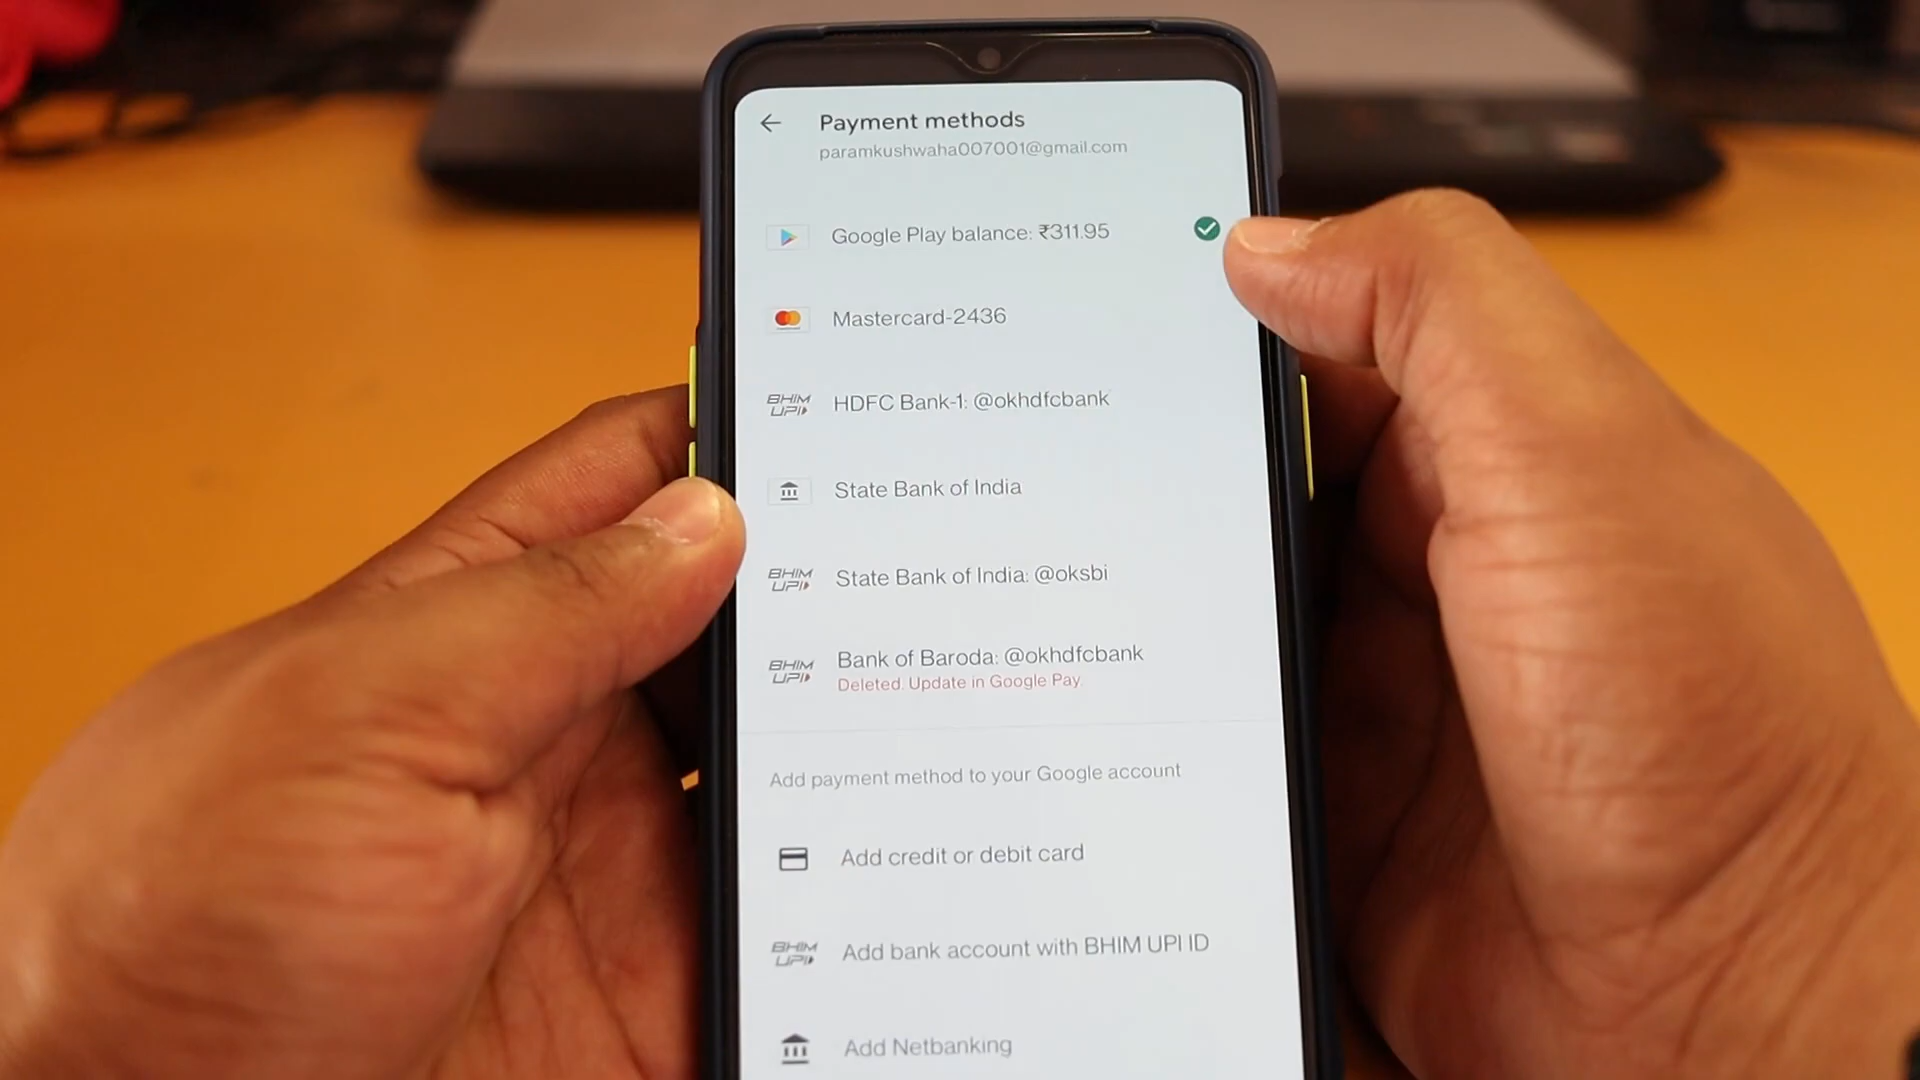 Payment methods
paramkushwaha007001@gmail.com
Google Play balance: ₹311.95
Mastercard-2436
BHIM UPI HDFC Bank-1: @okhdfcbank
State Bank of India
BHIM UPI State Bank of India: @oksbi
BHIM UPI Bank of Baroda: @okhdfcbank
Deleted. Update in Google Pay.
Add payment method to your Google account
Add credit or debit card
BHIM UPI Add bank account with BHIM UPI ID
Add Netbanking